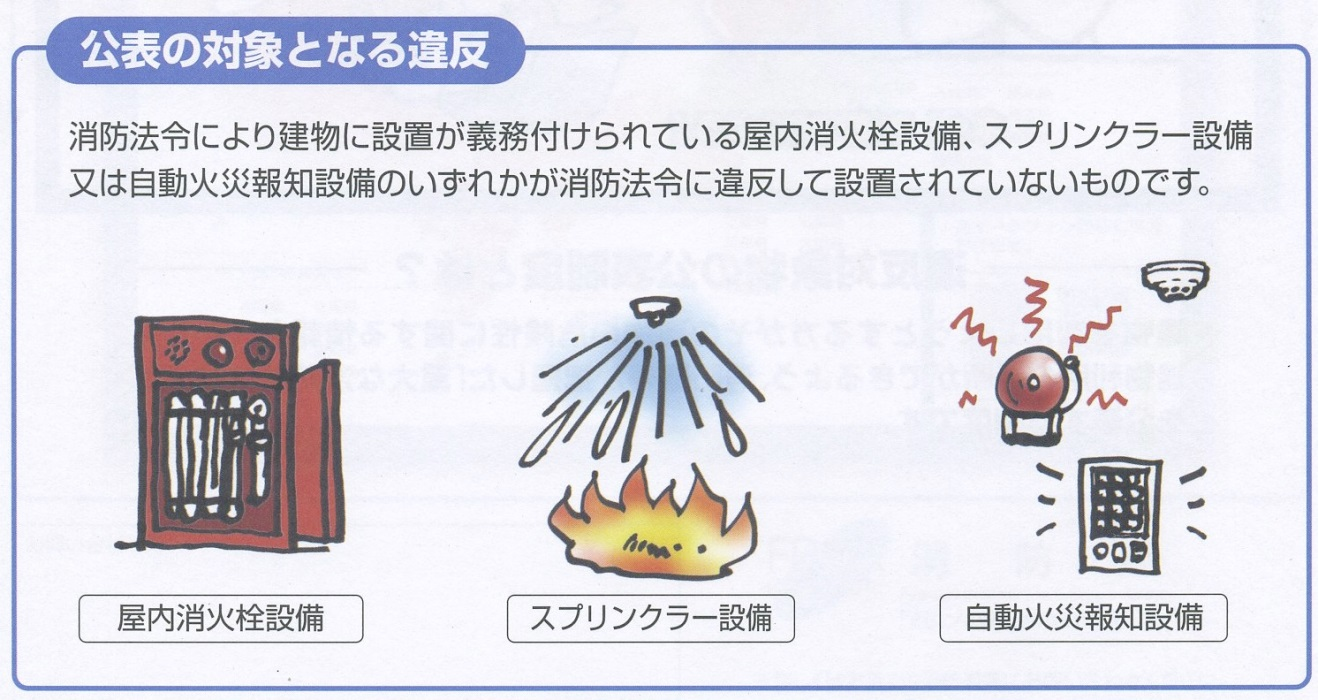 公表の対象となる違反
消防法令により建物に設置が義務付けられている屋内消火栓設備、スプリンクラー設備
又は自動火災報知設備のいずれかが消防法令に違反して設置されていないものです。
屋内消火栓設備
スプリンクラー設備
自動火災報知設備